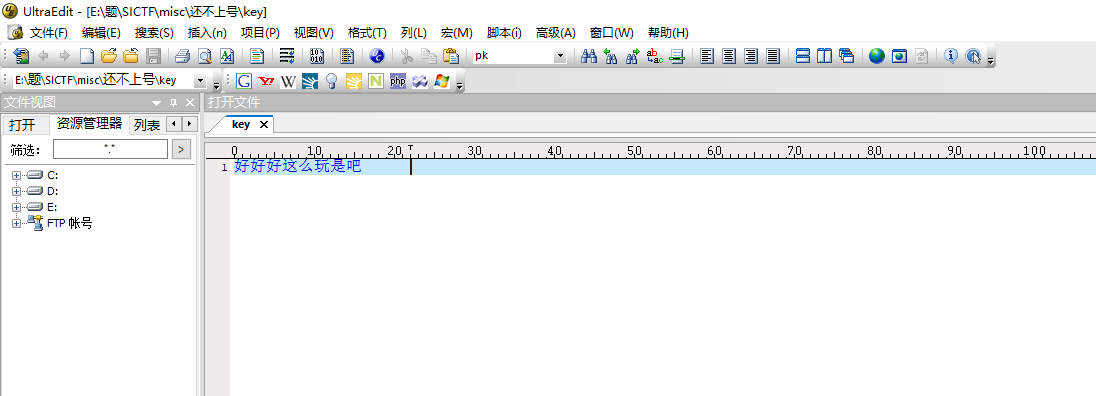 UltraEdit - [E:\题\SICTF\misc\还不上号\key]
文件(F) 编辑(E) 搜索(S) 插入(n) 项目(P) 视图(V) 格式(T) 列(L) 宏(M) 脚本(i) 高级(A) 窗口(W) 帮助(H)
pk
E:\题\SICTF\misc\还不上号\key
文件视图
打开文件
打开 资源管理器 列表
key
筛选: *.* >
0 10 20 30 40 50 60 70 80 90 100
1 好好好这么玩是吧
C:
D:
E:
FTP 帐号